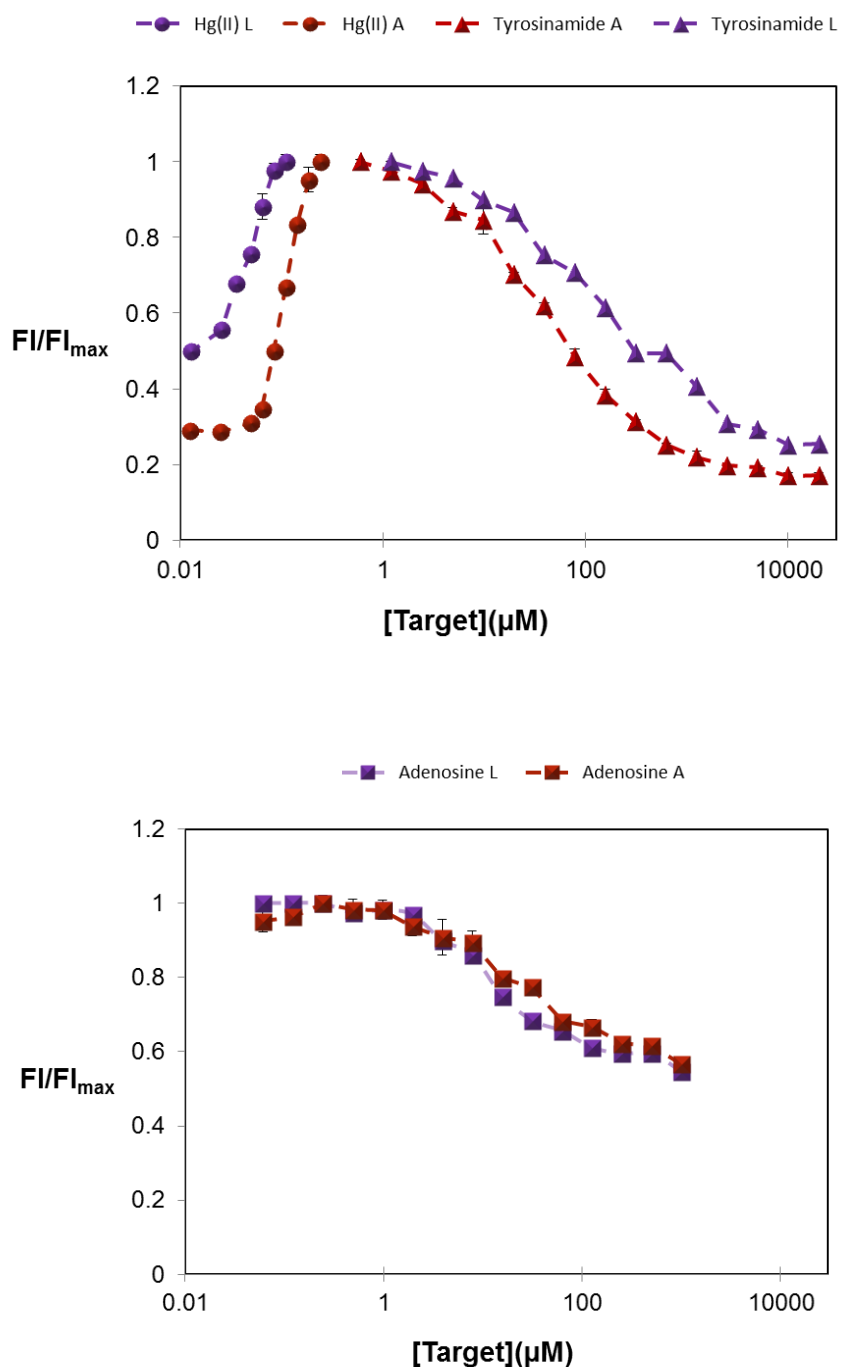 Hg(II) L Hg(II) A Tyrosinamide A Tyrosinamide L
1.2
1
0.8
0.6
0.4
0.2
0
FI/FImax
0.01 1 100 10000
[Target](µM)
Adenosine L Adenosine A
1.2
1
0.8
0.6
0.4
0.2
0
FI/FImax
0.01 1 100 10000
[Target](µM)